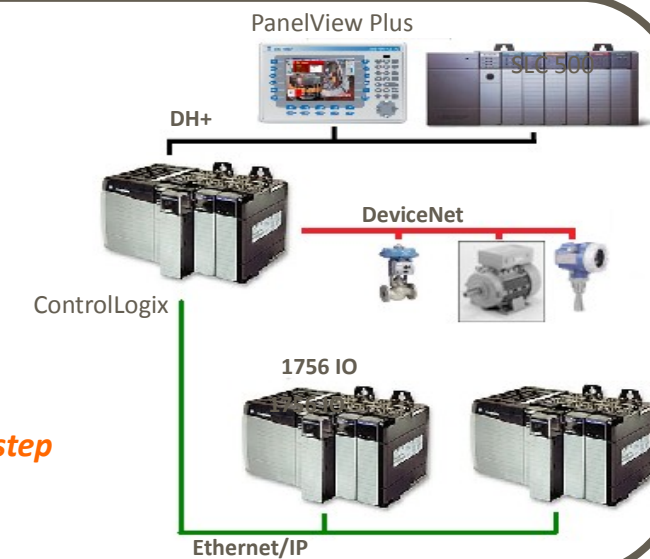 PanelView Plus
SLC 500
DH+
DeviceNet
ControlLogix
1756 IO
step
Ethernet/IP